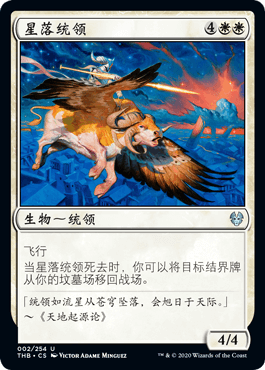 星落统领 4
生物～统领
飞行
当星落统领死去时，你可以将目标结界牌
从你的坟墓场移回战场。
「统领如流星从苍穹坠落，会旭日于天际。」
～《天地起源论》
4/4
002/254 U
THB • CS VICTOR ADAME MINGUEZ
™ & © 2020 Wizards of the Coast